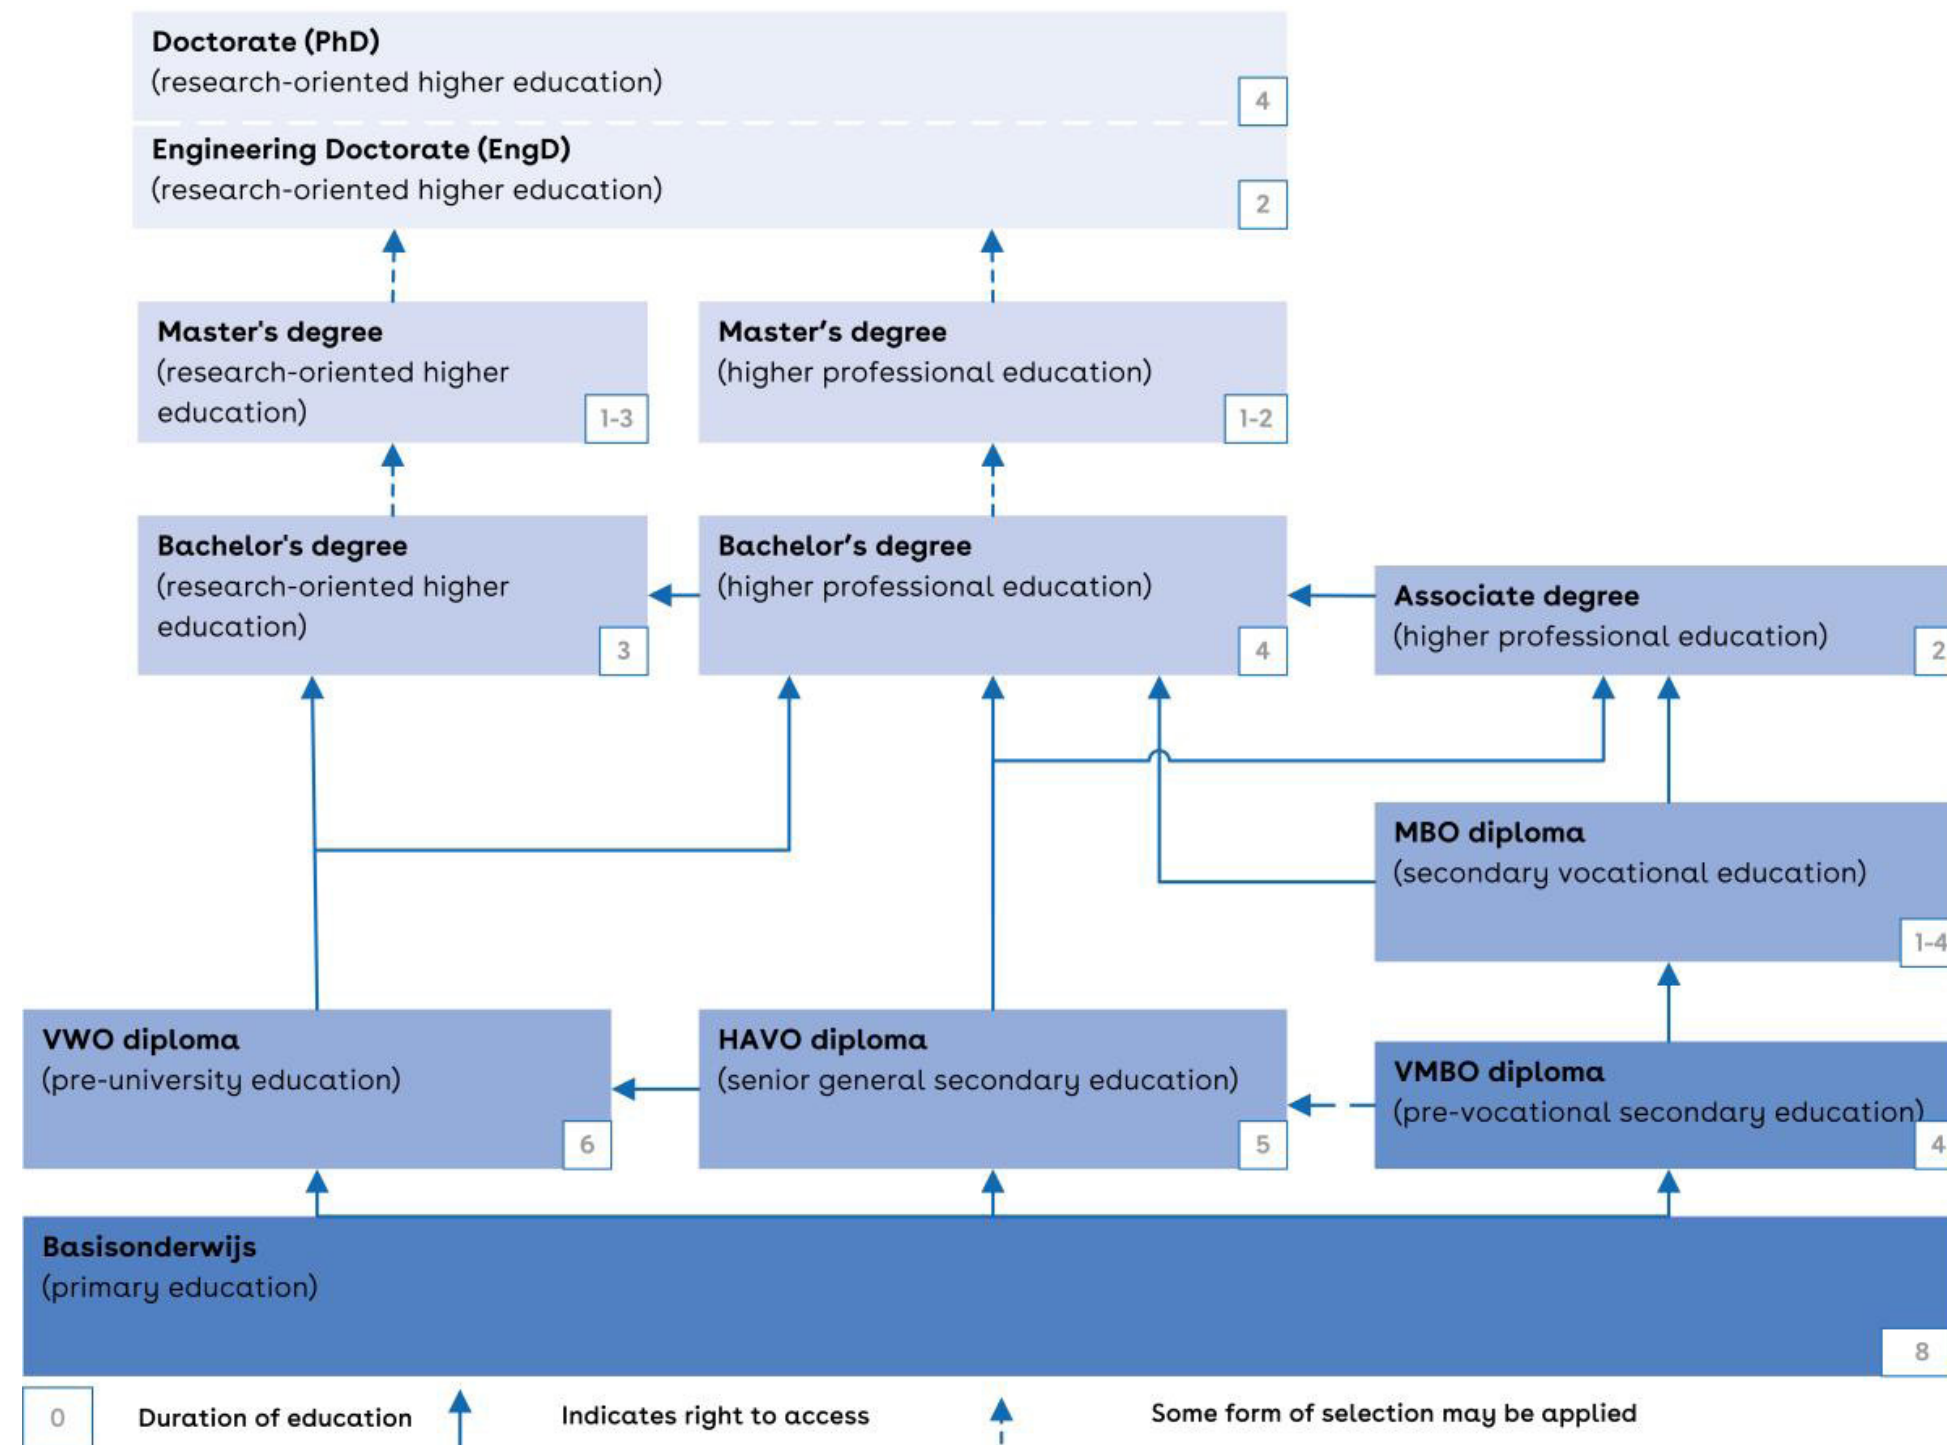 Doctorate (PhD)
(research-oriented higher education)
4
Engineering Doctorate (EngD)
(research-oriented higher education)
2
Master's degree
(research-oriented higher
education)
1-3
Master’s degree
(higher professional education)
1-2
Bachelor's degree
(research-oriented higher
education)
3
Bachelor’s degree
(higher professional education)
4
Associate degree
(higher professional education)
2
MBO diploma
(secondary vocational education)
1-4
VWO diploma
(pre-university education)
6
HAVO diploma
(senior general secondary education)
5
VMBO diploma
(pre-vocational secondary education)
4
Basisonderwijs
(primary education)
8
0
Duration of education
Indicates right to access
Some form of selection may be applied